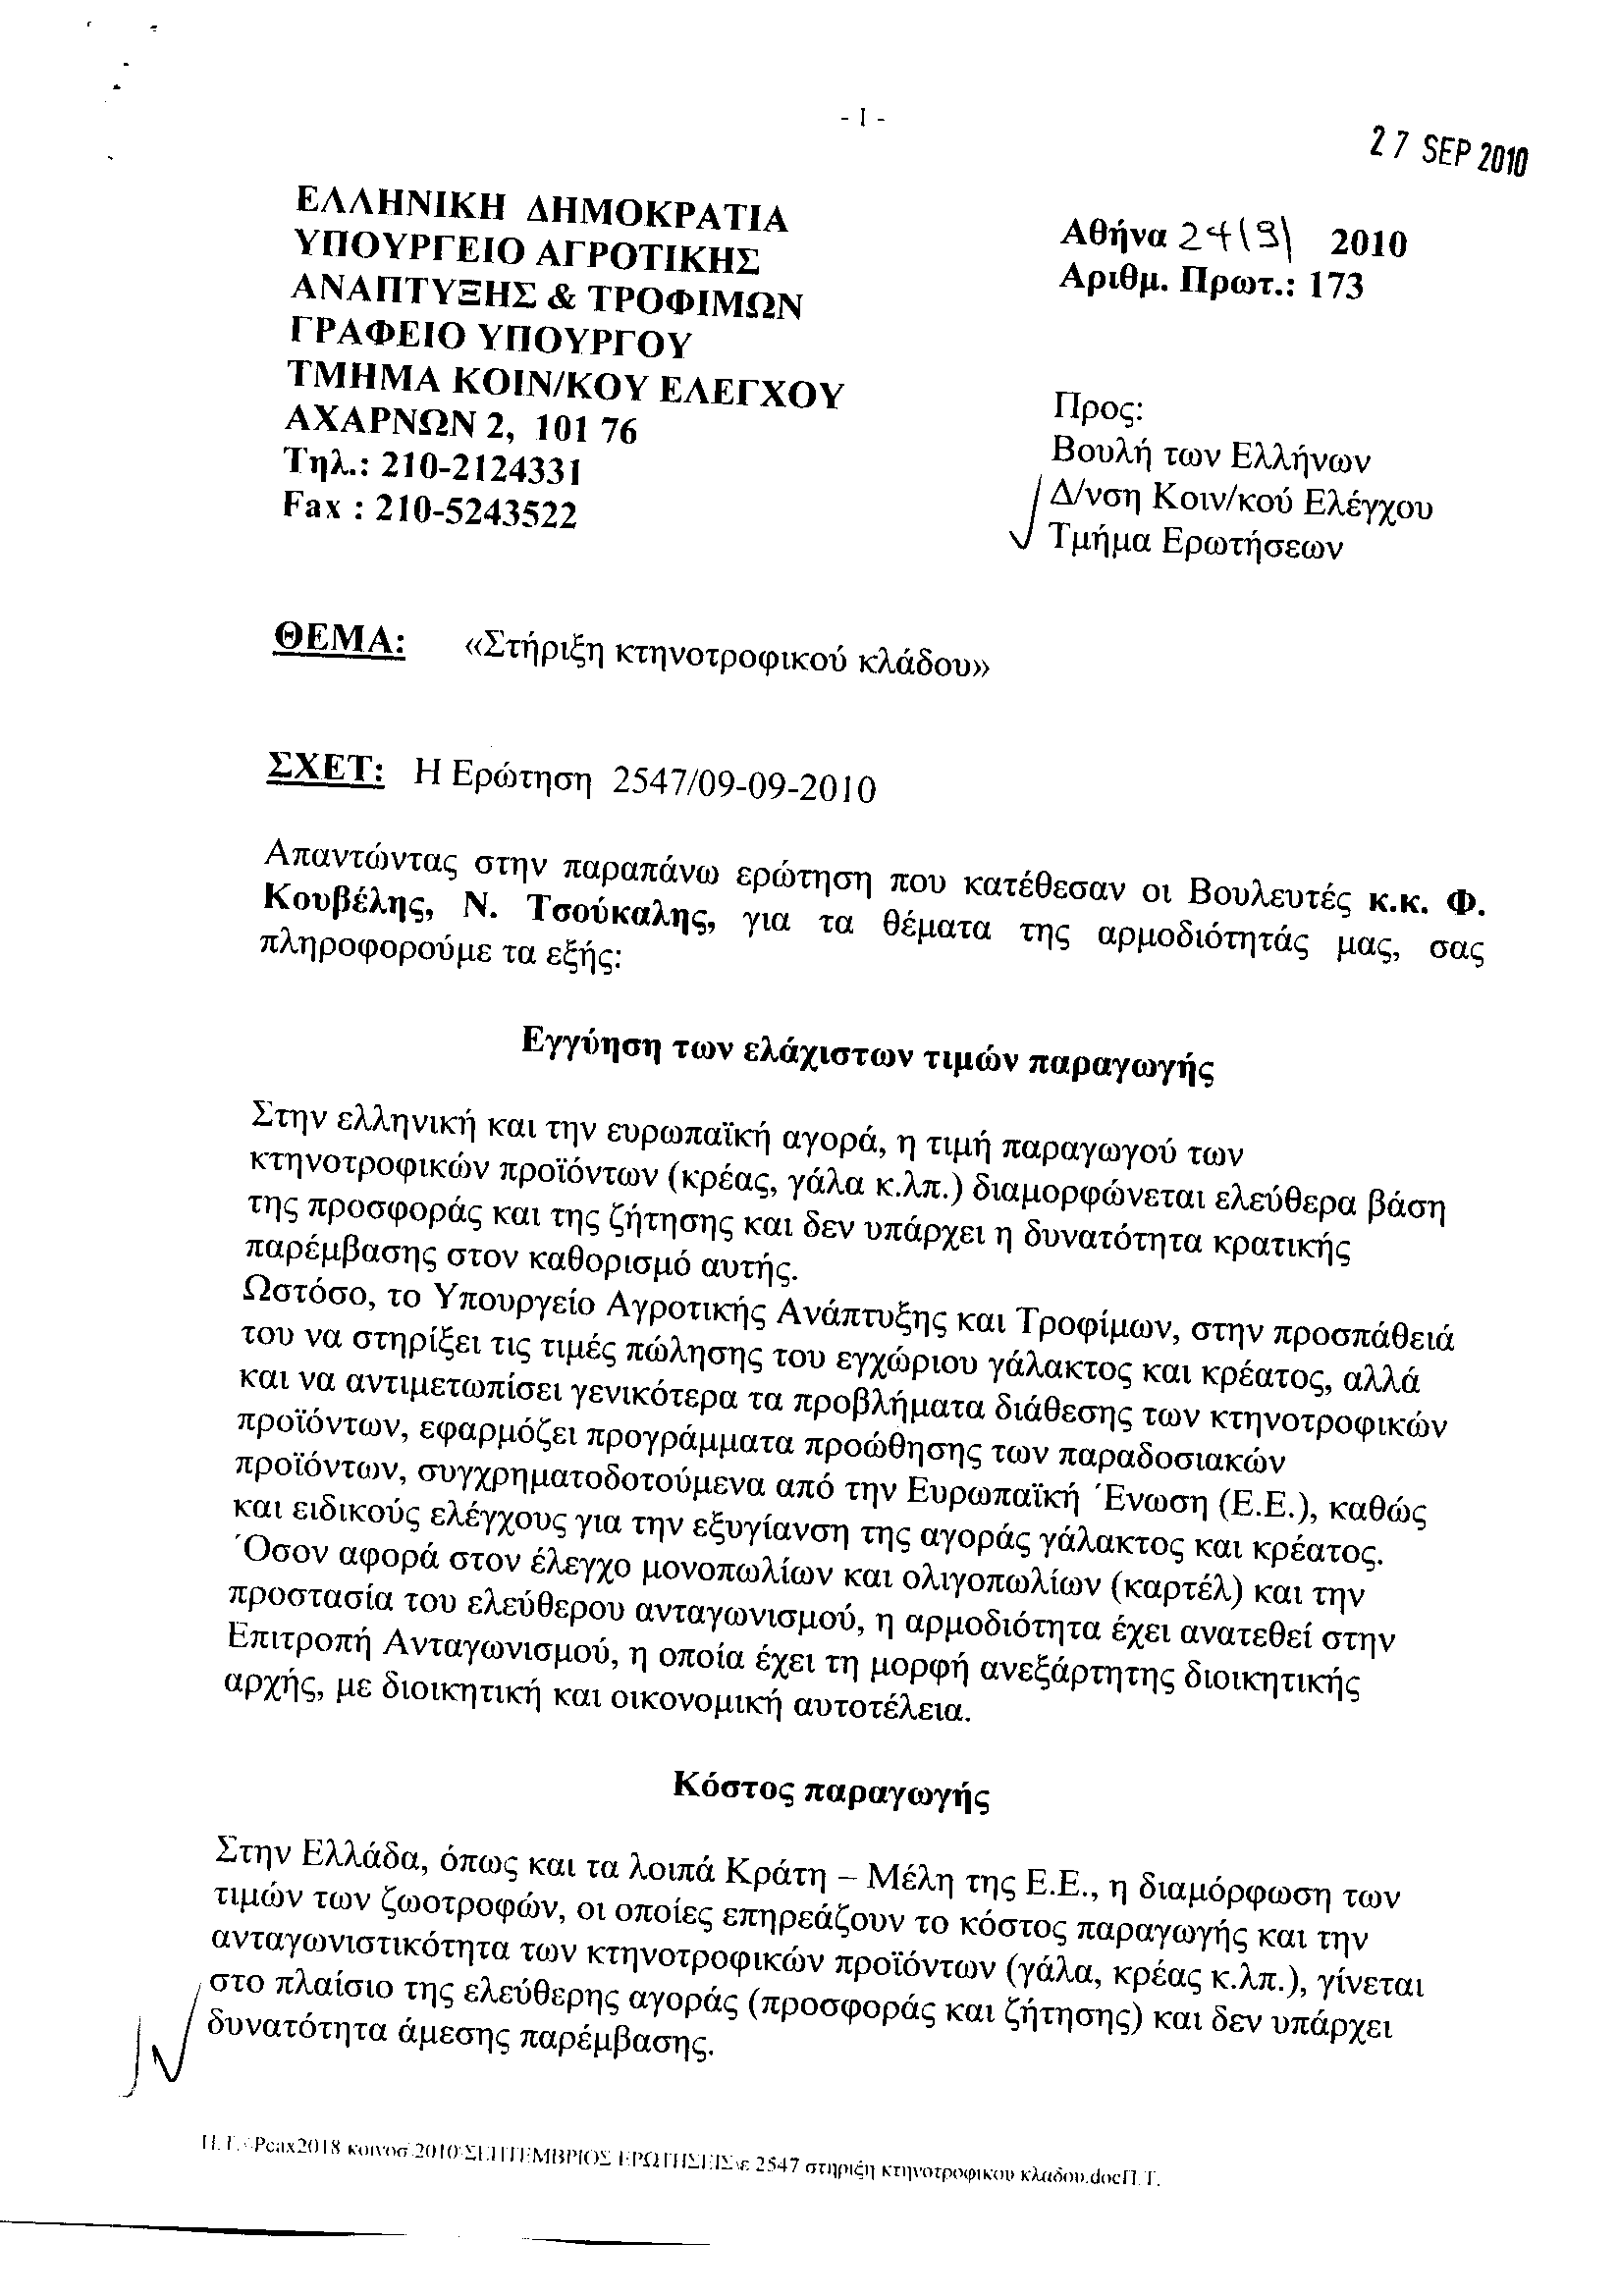 - 1 -
27 SEP 2010
ΕΛΛΗΝΙΚΗ ΔΗΜΟΚΡΑΤΙΑ
ΥΠΟΥΡΓΕΙΟ ΑΓΡΟΤΙΚΗΣ
ΑΝΑΠΤΥΞΗΣ & ΤΡΟΦΙΜΩΝ
ΓΡΑΦΕΙΟ ΥΠΟΥΡΓΟΥ
ΤΜΗΜΑ ΚΟΙΝ/ΚΟΥ ΕΛΕΓΧΟΥ
ΑΧΑΡΝΩΝ 2, 101 76
Τηλ.: 210-2124331
Fax : 210-5243522
Αθήνα 24\9\ 2010
Αριθμ. Πρωτ.: 173
Προς:
Βουλή των Ελλήνων
Δ/νση Κοιν/κού Ελέγχου
Τμήμα Ερωτήσεων
ΘΕΜΑ: «Στήριξη κτηνοτροφικού κλάδου»
ΣΧΕΤ: Η Ερώτηση 2547/09-09-2010
Απαντώντας στην παραπάνω ερώτηση που κατέθεσαν οι Βουλευτές κ.κ. Φ.
Κουβέλης, Ν. Τσούκαλης, για τα θέματα της αρμοδιότητάς μας, σας
πληροφορούμε τα εξής:
Εγγύηση των ελάχιστων τιμών παραγωγής
Στην ελληνική και την ευρωπαϊκή αγορά, η τιμή παραγωγού των
κτηνοτροφικών προϊόντων (κρέας, γάλα κ.λπ.) διαμορφώνεται ελεύθερα βάση
της προσφοράς και της ζήτησης και δεν υπάρχει η δυνατότητα κρατικής
παρέμβασης στον καθορισμό αυτής.
Ωστόσο, το Υπουργείο Αγροτικής Ανάπτυξης και Τροφίμων, στην προσπάθειά
του να στηρίξει τις τιμές πώλησης του εγχώριου γάλακτος και κρέατος, αλλά
και να αντιμετωπίσει γενικότερα τα προβλήματα διάθεσης των κτηνοτροφικών
προϊόντων, εφαρμόζει προγράμματα προώθησης των παραδοσιακών
προϊόντων, συγχρηματοδοτούμενα από την Ευρωπαϊκή Ένωση (Ε.Ε.), καθώς
και ειδικούς ελέγχους για την εξυγίανση της αγοράς γάλακτος και κρέατος.
Όσον αφορά στον έλεγχο μονοπωλίων και ολιγοπωλίων (καρτέλ) και την
προστασία του ελεύθερου ανταγωνισμού, η αρμοδιότητα έχει ανατεθεί στην
Επιτροπή Ανταγωνισμού, η οποία έχει τη μορφή ανεξάρτητης διοικητικής
αρχής, με διοικητική και οικονομική αυτοτέλεια.
Κόστος παραγωγής
Στην Ελλάδα, όπως και τα λοιπά Κράτη – Μέλη της Ε.Ε., η διαμόρφωση των
τιμών των ζωοτροφών, οι οποίες επηρεάζουν το κόστος παραγωγής και την
ανταγωνιστικότητα των κτηνοτροφικών προϊόντων (γάλα, κρέας κ.λπ.), γίνεται
στο πλαίσιο της ελεύθερης αγοράς (προσφοράς και ζήτησης) και δεν υπάρχει
δυνατότητα άμεσης παρέμβασης.
2547 στηριξη κτηνοτροφικου κλαδου.docΠ.Τ.